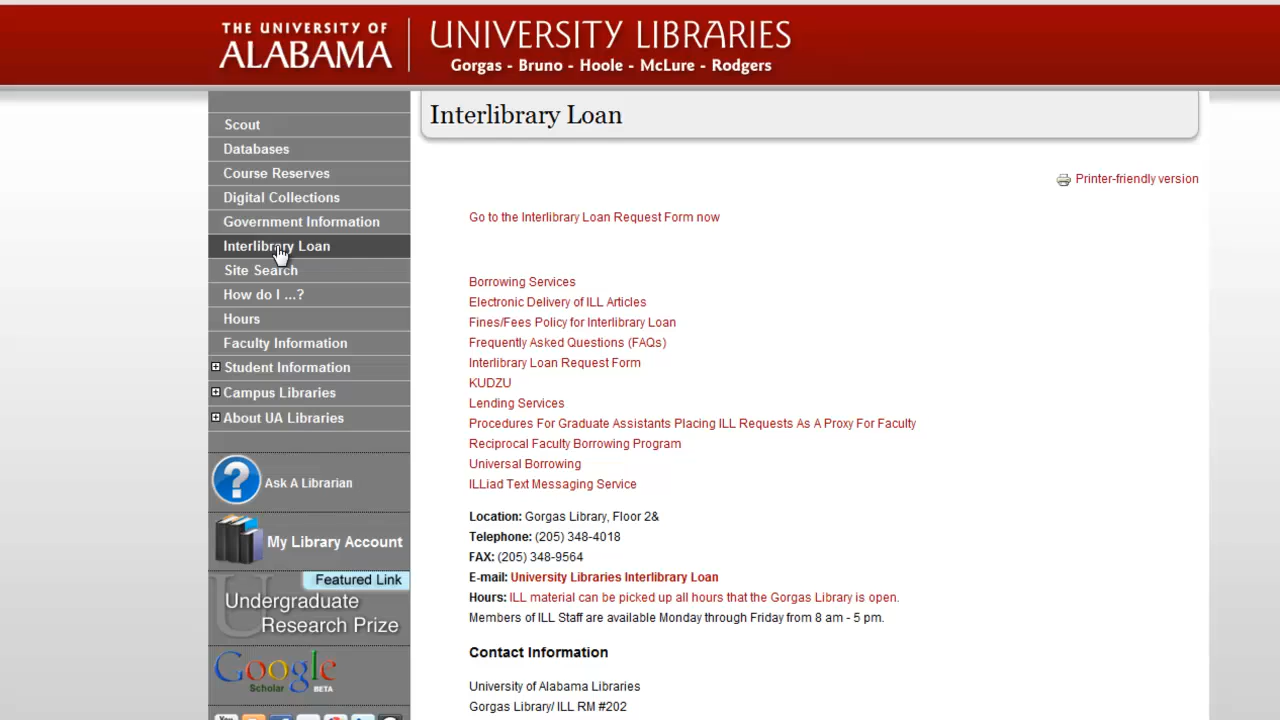 THE UNIVERSITY OF
ALABAMA
UNIVERSITY LIBRARIES
Gorgas - Bruno - Hoole - McLure - Rodgers
Scout
Databases
Course Reserves
Digital Collections
Government Information
Interlibrary Loan
Site Search
How do I ...?
Hours
Faculty Information
Student Information
Campus Libraries
About UA Libraries
Ask A Librarian
My Library Account
Featured Link
Undergraduate
Research Prize
Google
Scholar BETA
Interlibrary Loan
Printer-friendly version
Go to the Interlibrary Loan Request Form now
Borrowing Services
Electronic Delivery of ILL Articles
Fines/Fees Policy for Interlibrary Loan
Frequently Asked Questions (FAQs)
Interlibrary Loan Request Form
KUDZU
Lending Services
Procedures For Graduate Assistants Placing ILL Requests As A Proxy For Faculty
Reciprocal Faculty Borrowing Program
Universal Borrowing
ILLiad Text Messaging Service
Location: Gorgas Library, Floor 2&
Telephone: (205) 348-4018
FAX: (205) 348-9564
E-mail: University Libraries Interlibrary Loan
Hours: ILL material can be picked up all hours that the Gorgas Library is open.
Members of ILL Staff are available Monday through Friday from 8 am - 5 pm.
Contact Information
University of Alabama Libraries
Gorgas Library/ ILL RM #202